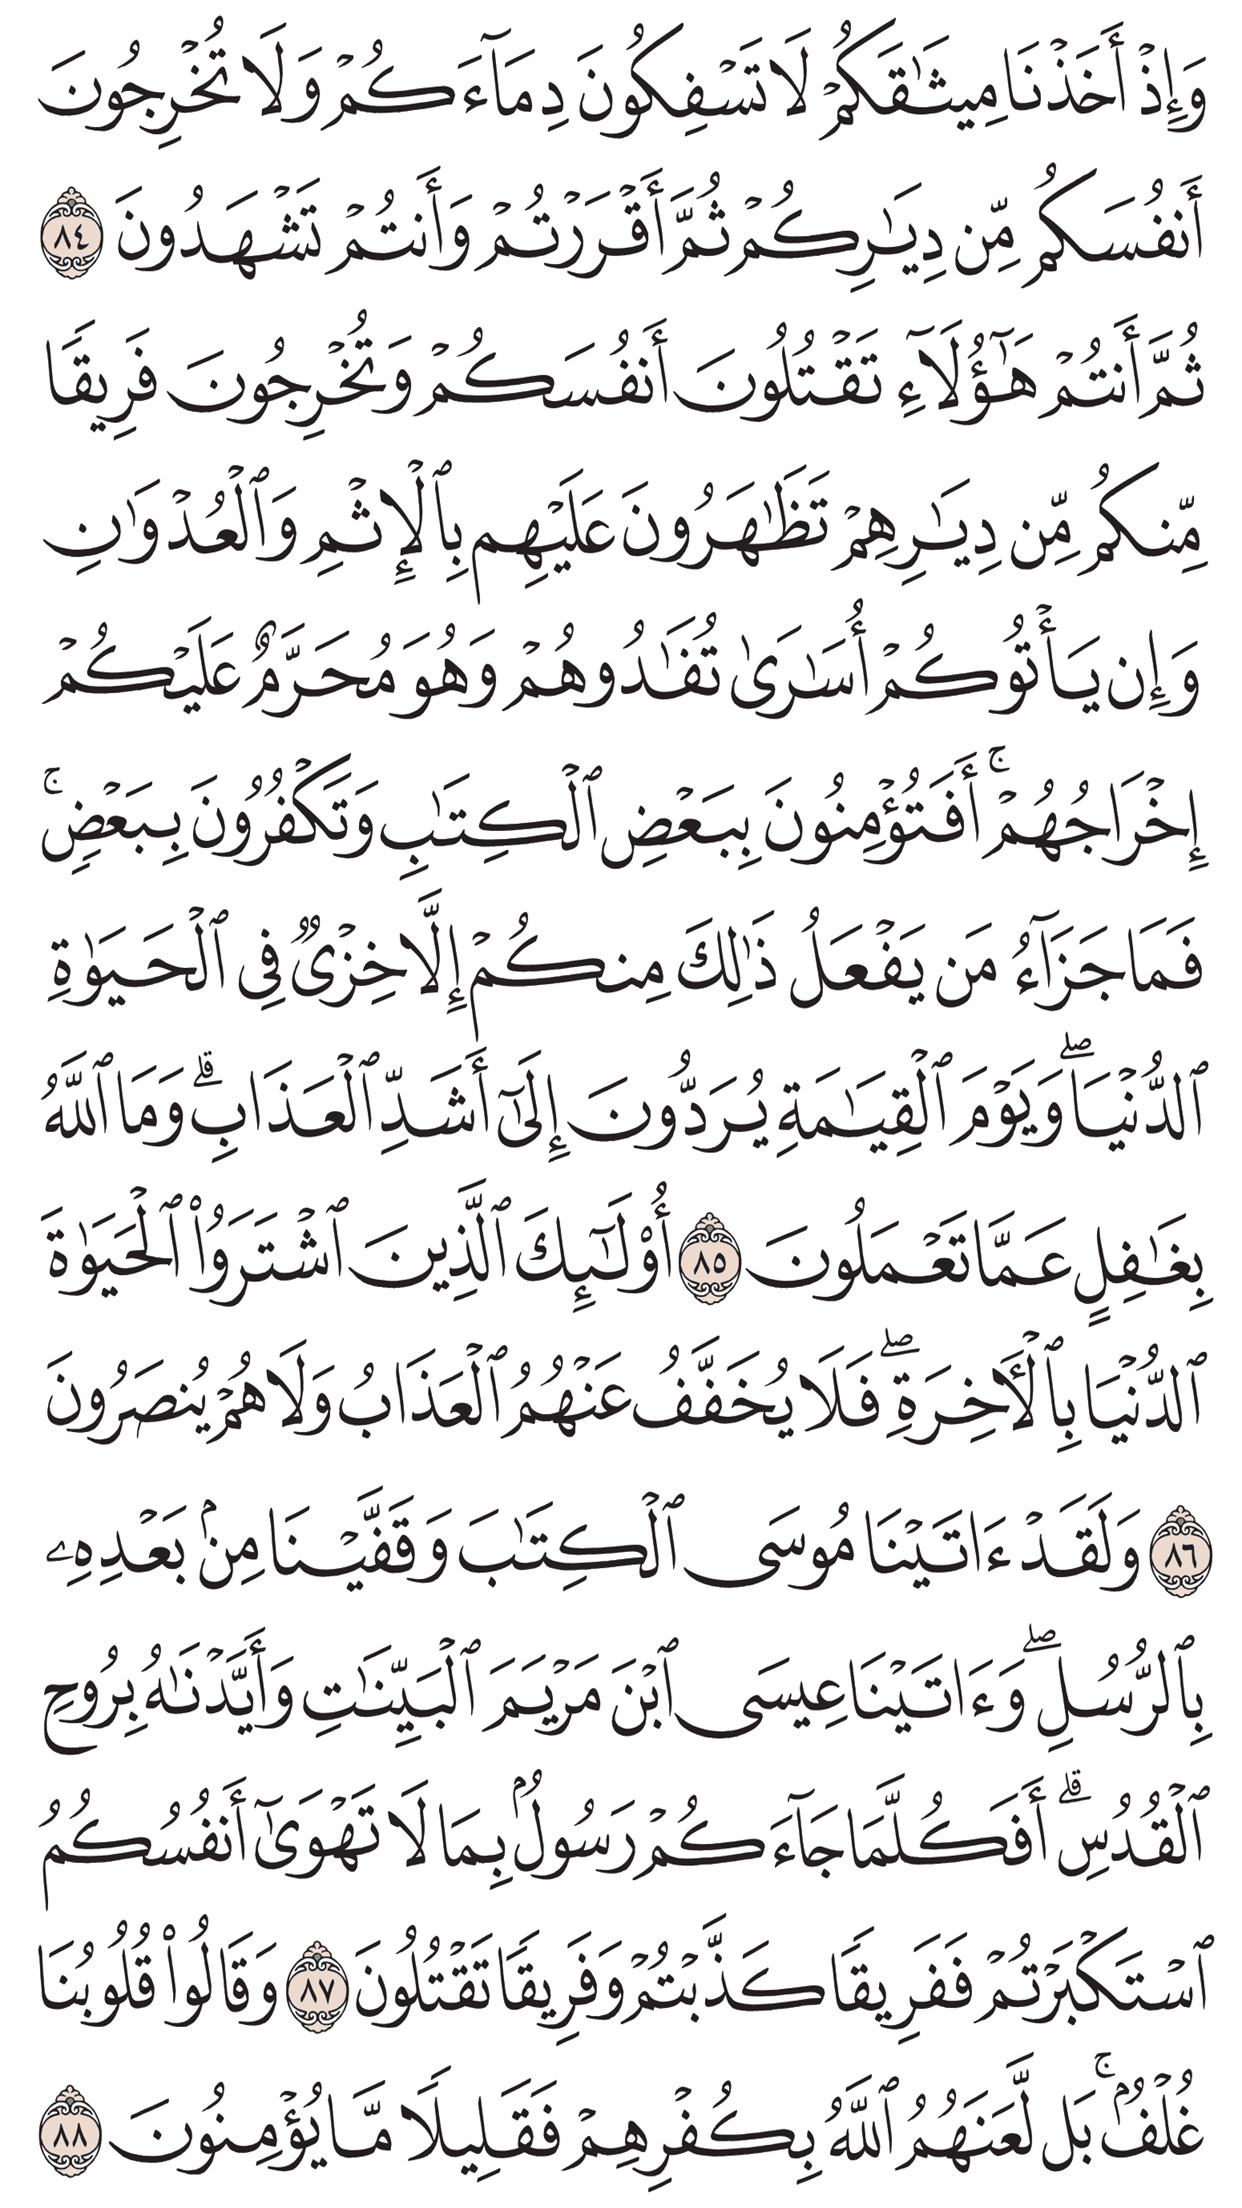 وَإِذْ أَخَذْنَا مِيثَٰقَكُمْ لَا تَسْفِكُونَ دِمَآءَكُمْ وَلَا تُخْرِجُونَ
أَنفُسَكُم مِّن دِيَٰرِكُمْ ثُمَّ أَقْرَرْتُمْ وَأَنتُمْ تَشْهَدُونَ ٨٤
ثُمَّ أَنتُمْ هَٰٓؤُلَآءِ تَقْتُلُونَ أَنفُسَكُمْ وَتُخْرِجُونَ فَرِيقًا
مِّنكُم مِّن دِيَٰرِهِمْ تَظَٰهَرُونَ عَلَيْهِم بِٱلْإِثْمِ وَٱلْعُدْوَٰنِ
وَإِن يَأْتُوكُمْ أُسَٰرَىٰ تُفَٰدُوهُمْ وَهُوَ مُحَرَّمٌ عَلَيْكُمْ
إِخْرَاجُهُمْ ۚ أَفَتُؤْمِنُونَ بِبَعْضِ ٱلْكِتَٰبِ وَتَكْفُرُونَ بِبَعْضٍ ۚ
فَمَا جَزَآءُ مَن يَفْعَلُ ذَٰلِكَ مِنكُمْ إِلَّا خِزْىٌ فِى ٱلْحَيَوٰةِ
ٱلدُّنْيَا ۖ وَيَوْمَ ٱلْقِيَٰمَةِ يُرَدُّونَ إِلَىٰٓ أَشَدِّ ٱلْعَذَابِ ۗ وَمَا ٱللَّهُ
بِغَٰفِلٍ عَمَّا تَعْمَلُونَ ٨٥ أُو۟لَٰٓئِكَ ٱلَّذِينَ ٱشْتَرَوُا۟ ٱلْحَيَوٰةَ
ٱلدُّنْيَا بِٱلْءَاخِرَةِ ۖ فَلَا يُخَفَّفُ عَنْهُمُ ٱلْعَذَابُ وَلَا هُمْ يُنصَرُونَ
٨٦ وَلَقَدْ ءَاتَيْنَا مُوسَى ٱلْكِتَٰبَ وَقَفَّيْنَا مِنۢ بَعْدِهِۦ
بِٱلرُّسُلِ ۖ وَءَاتَيْنَا عِيسَى ٱبْنَ مَرْيَمَ ٱلْبَيِّنَٰتِ وَأَيَّدْنَٰهُ بِرُوحِ
ٱلْقُدُسِ ۗ أَفَكُلَّمَا جَآءَكُمْ رَسُولٌۢ بِمَا لَا تَهْوَىٰٓ أَنفُسُكُمُ
ٱسْتَكْبَرْتُمْ فَفَرِيقًا كَذَّبْتُمْ وَفَرِيقًا تَقْتُلُونَ ٨٧ وَقَالُوا۟ قُلُوبُنَا
غُلْفٌۢ ۚ بَل لَّعَنَهُمُ ٱللَّهُ بِكُفْرِهِمْ فَقَلِيلًا مَّا يُؤْمِنُونَ ٨٨